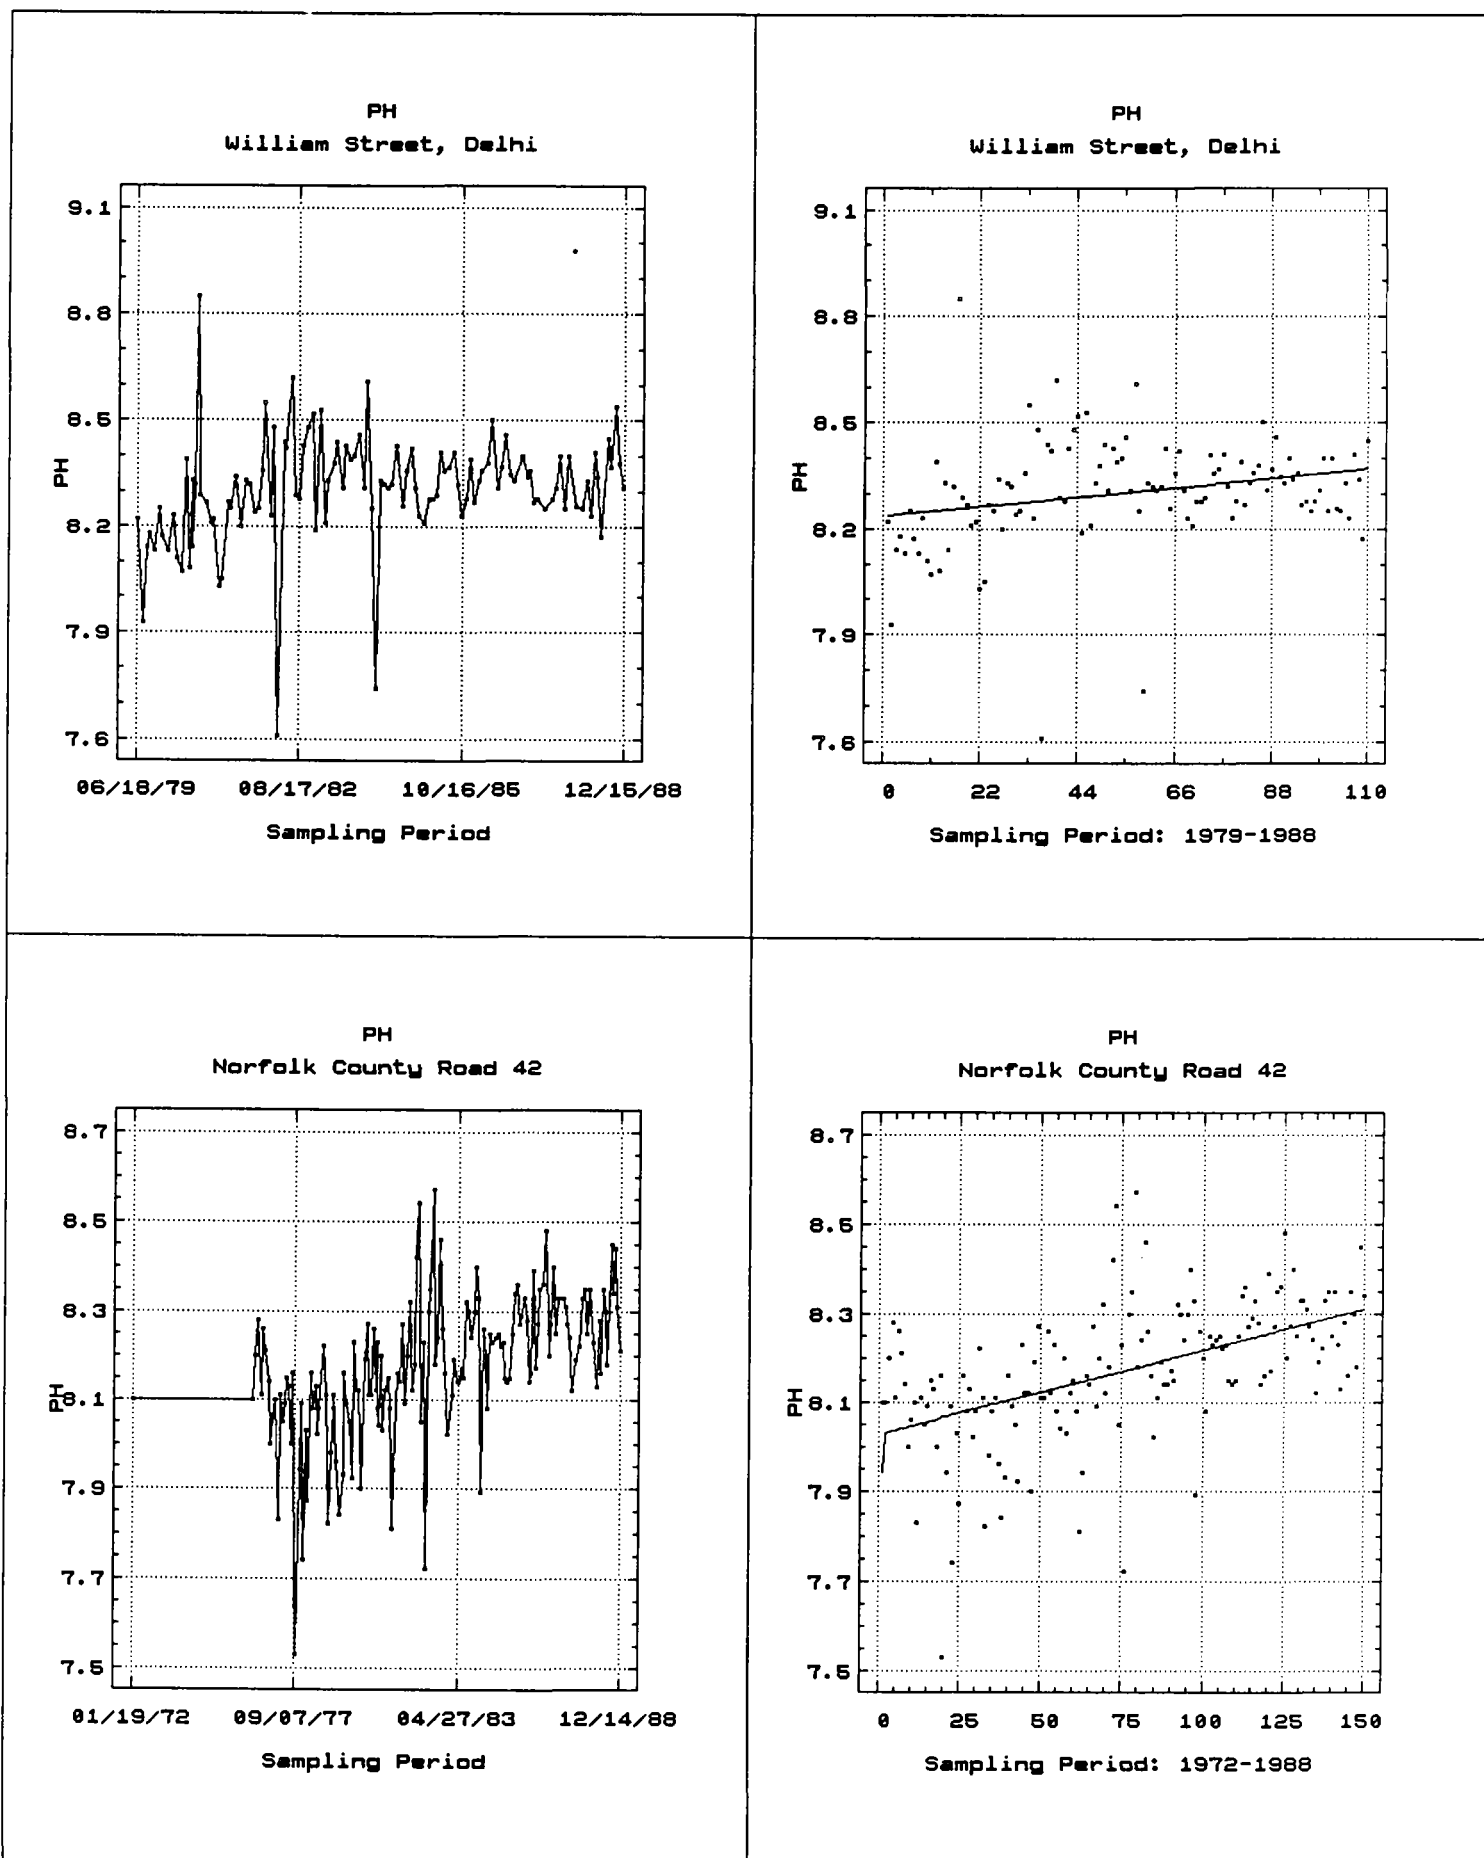 PH
William Street, Delhi
9.1
8.8
8.5
8.2
7.9
7.6
PH
06/18/79 08/17/82 10/16/85 12/15/88
Sampling Period
PH
William Street, Delhi
9.1
8.8
8.5
8.2
7.9
7.6
PH
0 22 44 66 88 110
Sampling Period: 1979-1988
PH
Norfolk County Road 42
8.7
8.5
8.3
8.1
7.9
7.7
7.5
PH
01/19/72 09/07/77 04/27/83 12/14/88
Sampling Period
PH
Norfolk County Road 42
8.7
8.5
8.3
8.1
7.9
7.7
7.5
PH
0 25 50 75 100 125 150
Sampling Period: 1972-1988